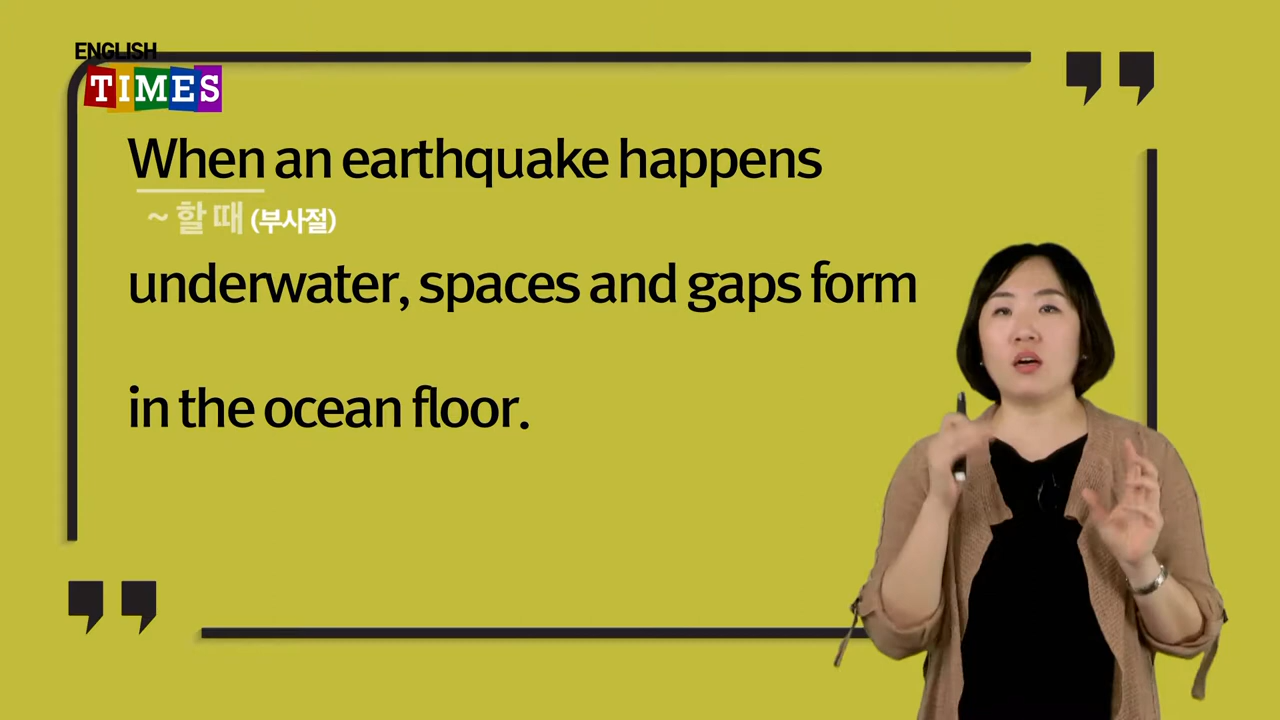 ENGLISH
TIMES
When an earthquake happens
~ 할 때 (부사절)
underwater, spaces and gaps form
in the ocean floor.